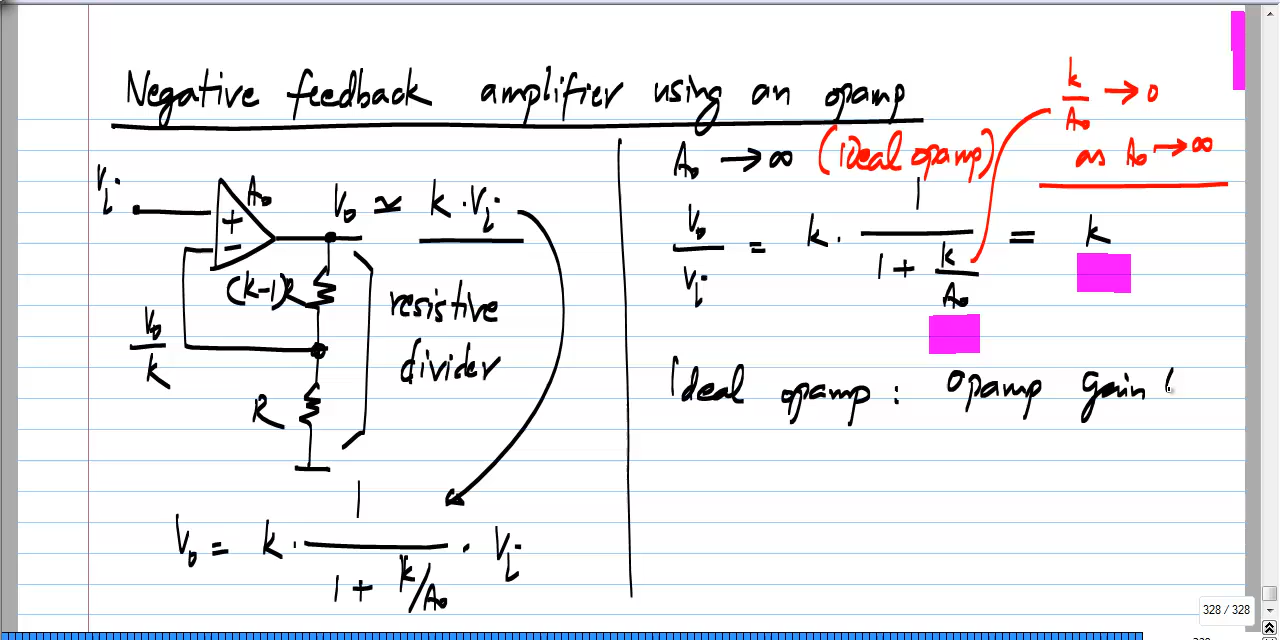 Negative feedback amplifier using an opamp
Vi
A0
+
−
V0 ≃ k · Vi
(k-1)R
V0/k
R
resistive
divider
V0 = k · 1/(1 + k/A0) · Vi
A0 → ∞ (Ideal opamp)
k/A0 → 0
as A0 → ∞
V0/Vi = k · 1/(1 + k/A0) = k
Ideal opamp : opamp gain
328 / 328